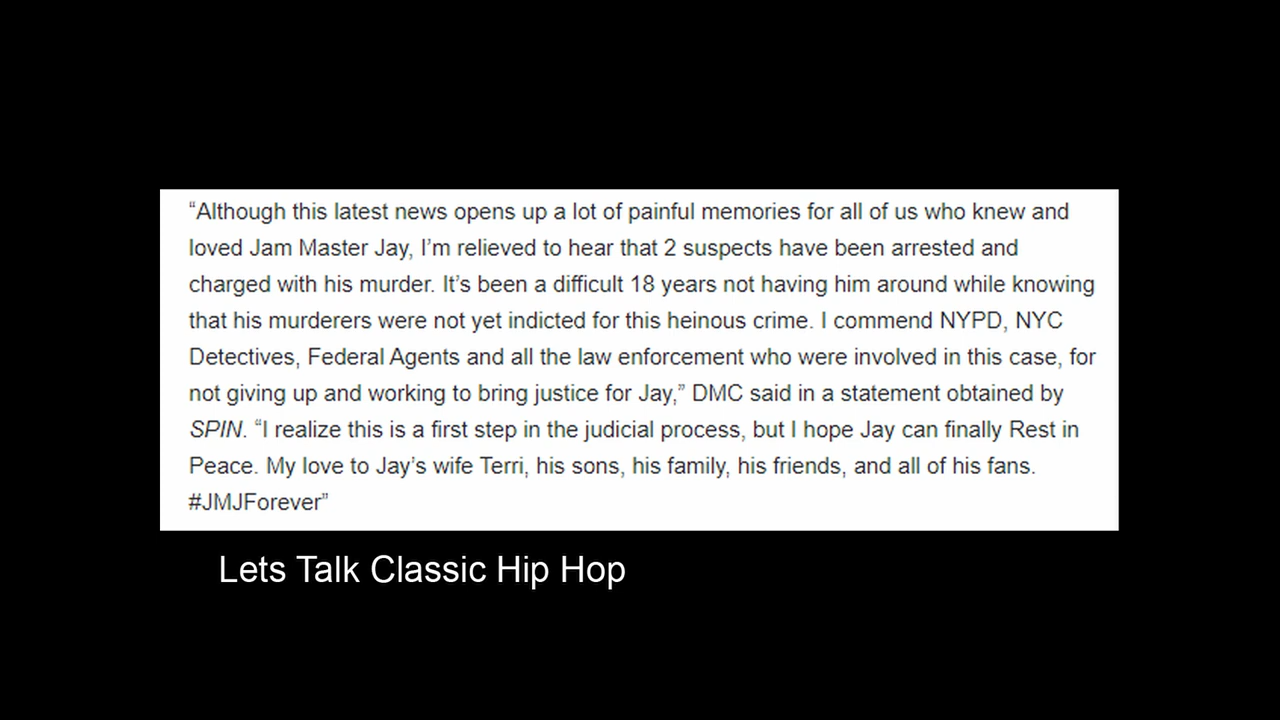 “Although this latest news opens up a lot of painful memories for all of us who knew and
loved Jam Master Jay, I’m relieved to hear that 2 suspects have been arrested and
charged with his murder. It’s been a difficult 18 years not having him around while knowing
that his murderers were not yet indicted for this heinous crime. I commend NYPD, NYC
Detectives, Federal Agents and all the law enforcement who were involved in this case, for
not giving up and working to bring justice for Jay,” DMC said in a statement obtained by
SPIN. “I realize this is a first step in the judicial process, but I hope Jay can finally Rest in
Peace. My love to Jay’s wife Terri, his sons, his family, his friends, and all of his fans.
#JMJForever”
Lets Talk Classic Hip Hop